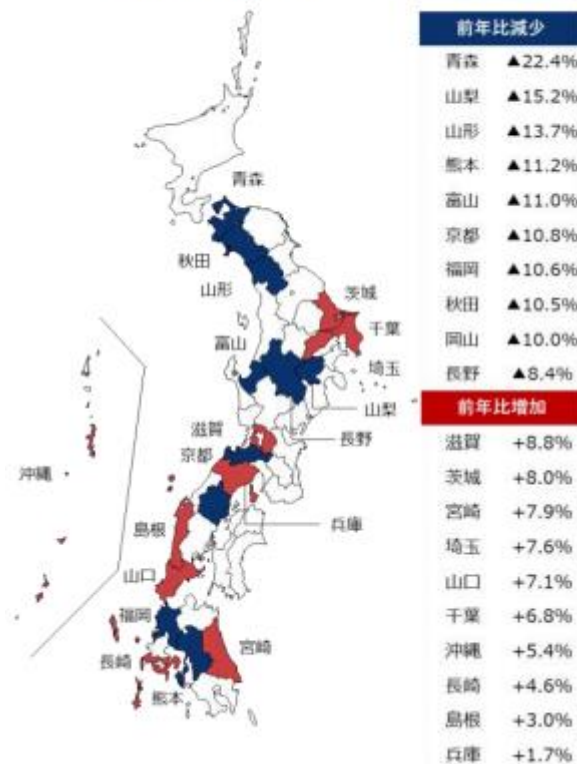 青森
秋田
山形
茨城
千葉
富山
埼玉
山梨
滋賀
長野
京都
沖縄
兵庫
島根
山口
福岡
宮崎
長崎
熊本
前年比減少
青森 ▲22.4%
山梨 ▲15.2%
山形 ▲13.7%
熊本 ▲11.2%
富山 ▲11.0%
京都 ▲10.8%
福岡 ▲10.6%
秋田 ▲10.5%
岡山 ▲10.0%
長野 ▲8.4%
前年比増加
滋賀 +8.8%
茨城 +8.0%
宮崎 +7.9%
埼玉 +7.6%
山口 +7.1%
千葉 +6.8%
沖縄 +5.4%
長崎 +4.6%
島根 +3.0%
兵庫 +1.7%